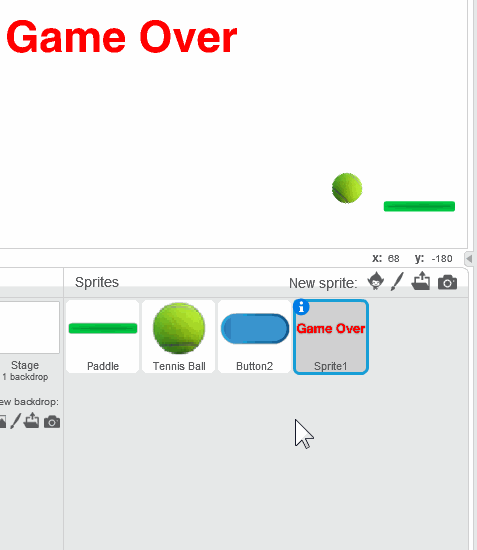 Game Over
x: 68 y: -180
Sprites New sprite:
Game Over
Paddle Tennis Ball Button2 Sprite1
Stage
1 backdrop
ew backdrop: